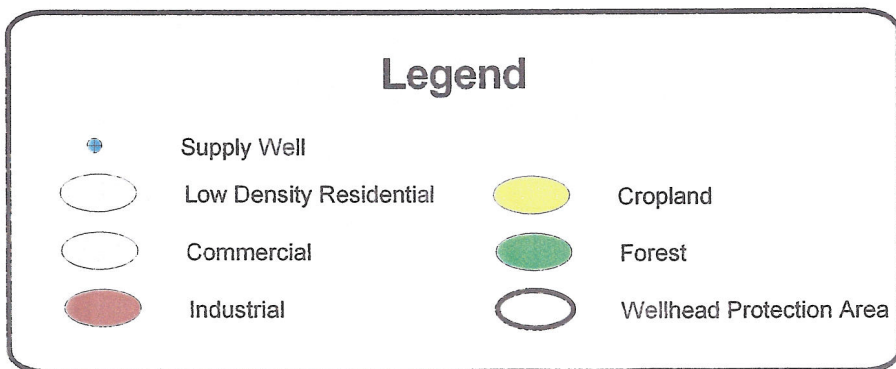 Legend
Supply Well
Low Density Residential
Commercial
Industrial
Cropland
Forest
Wellhead Protection Area